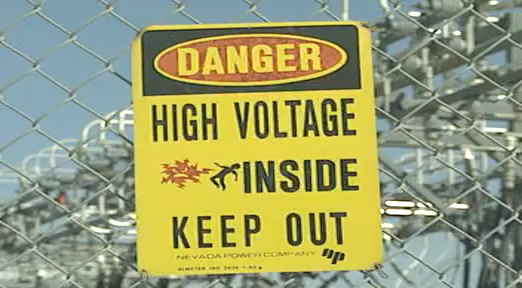 DANGER
HIGH VOLTAGE
INSIDE
KEEP OUT
NEVADA POWER COMPANY